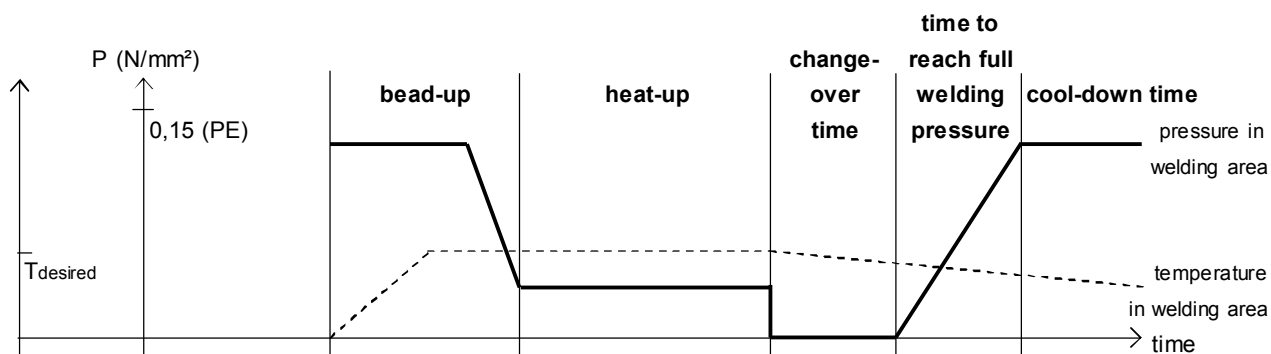 P (N/mm²)
0,15 (PE)
Tdesired
bead-up
heat-up
change-
over
time
time to
reach full
welding
pressure
cool-down time
pressure in
welding area
temperature
in welding area
time